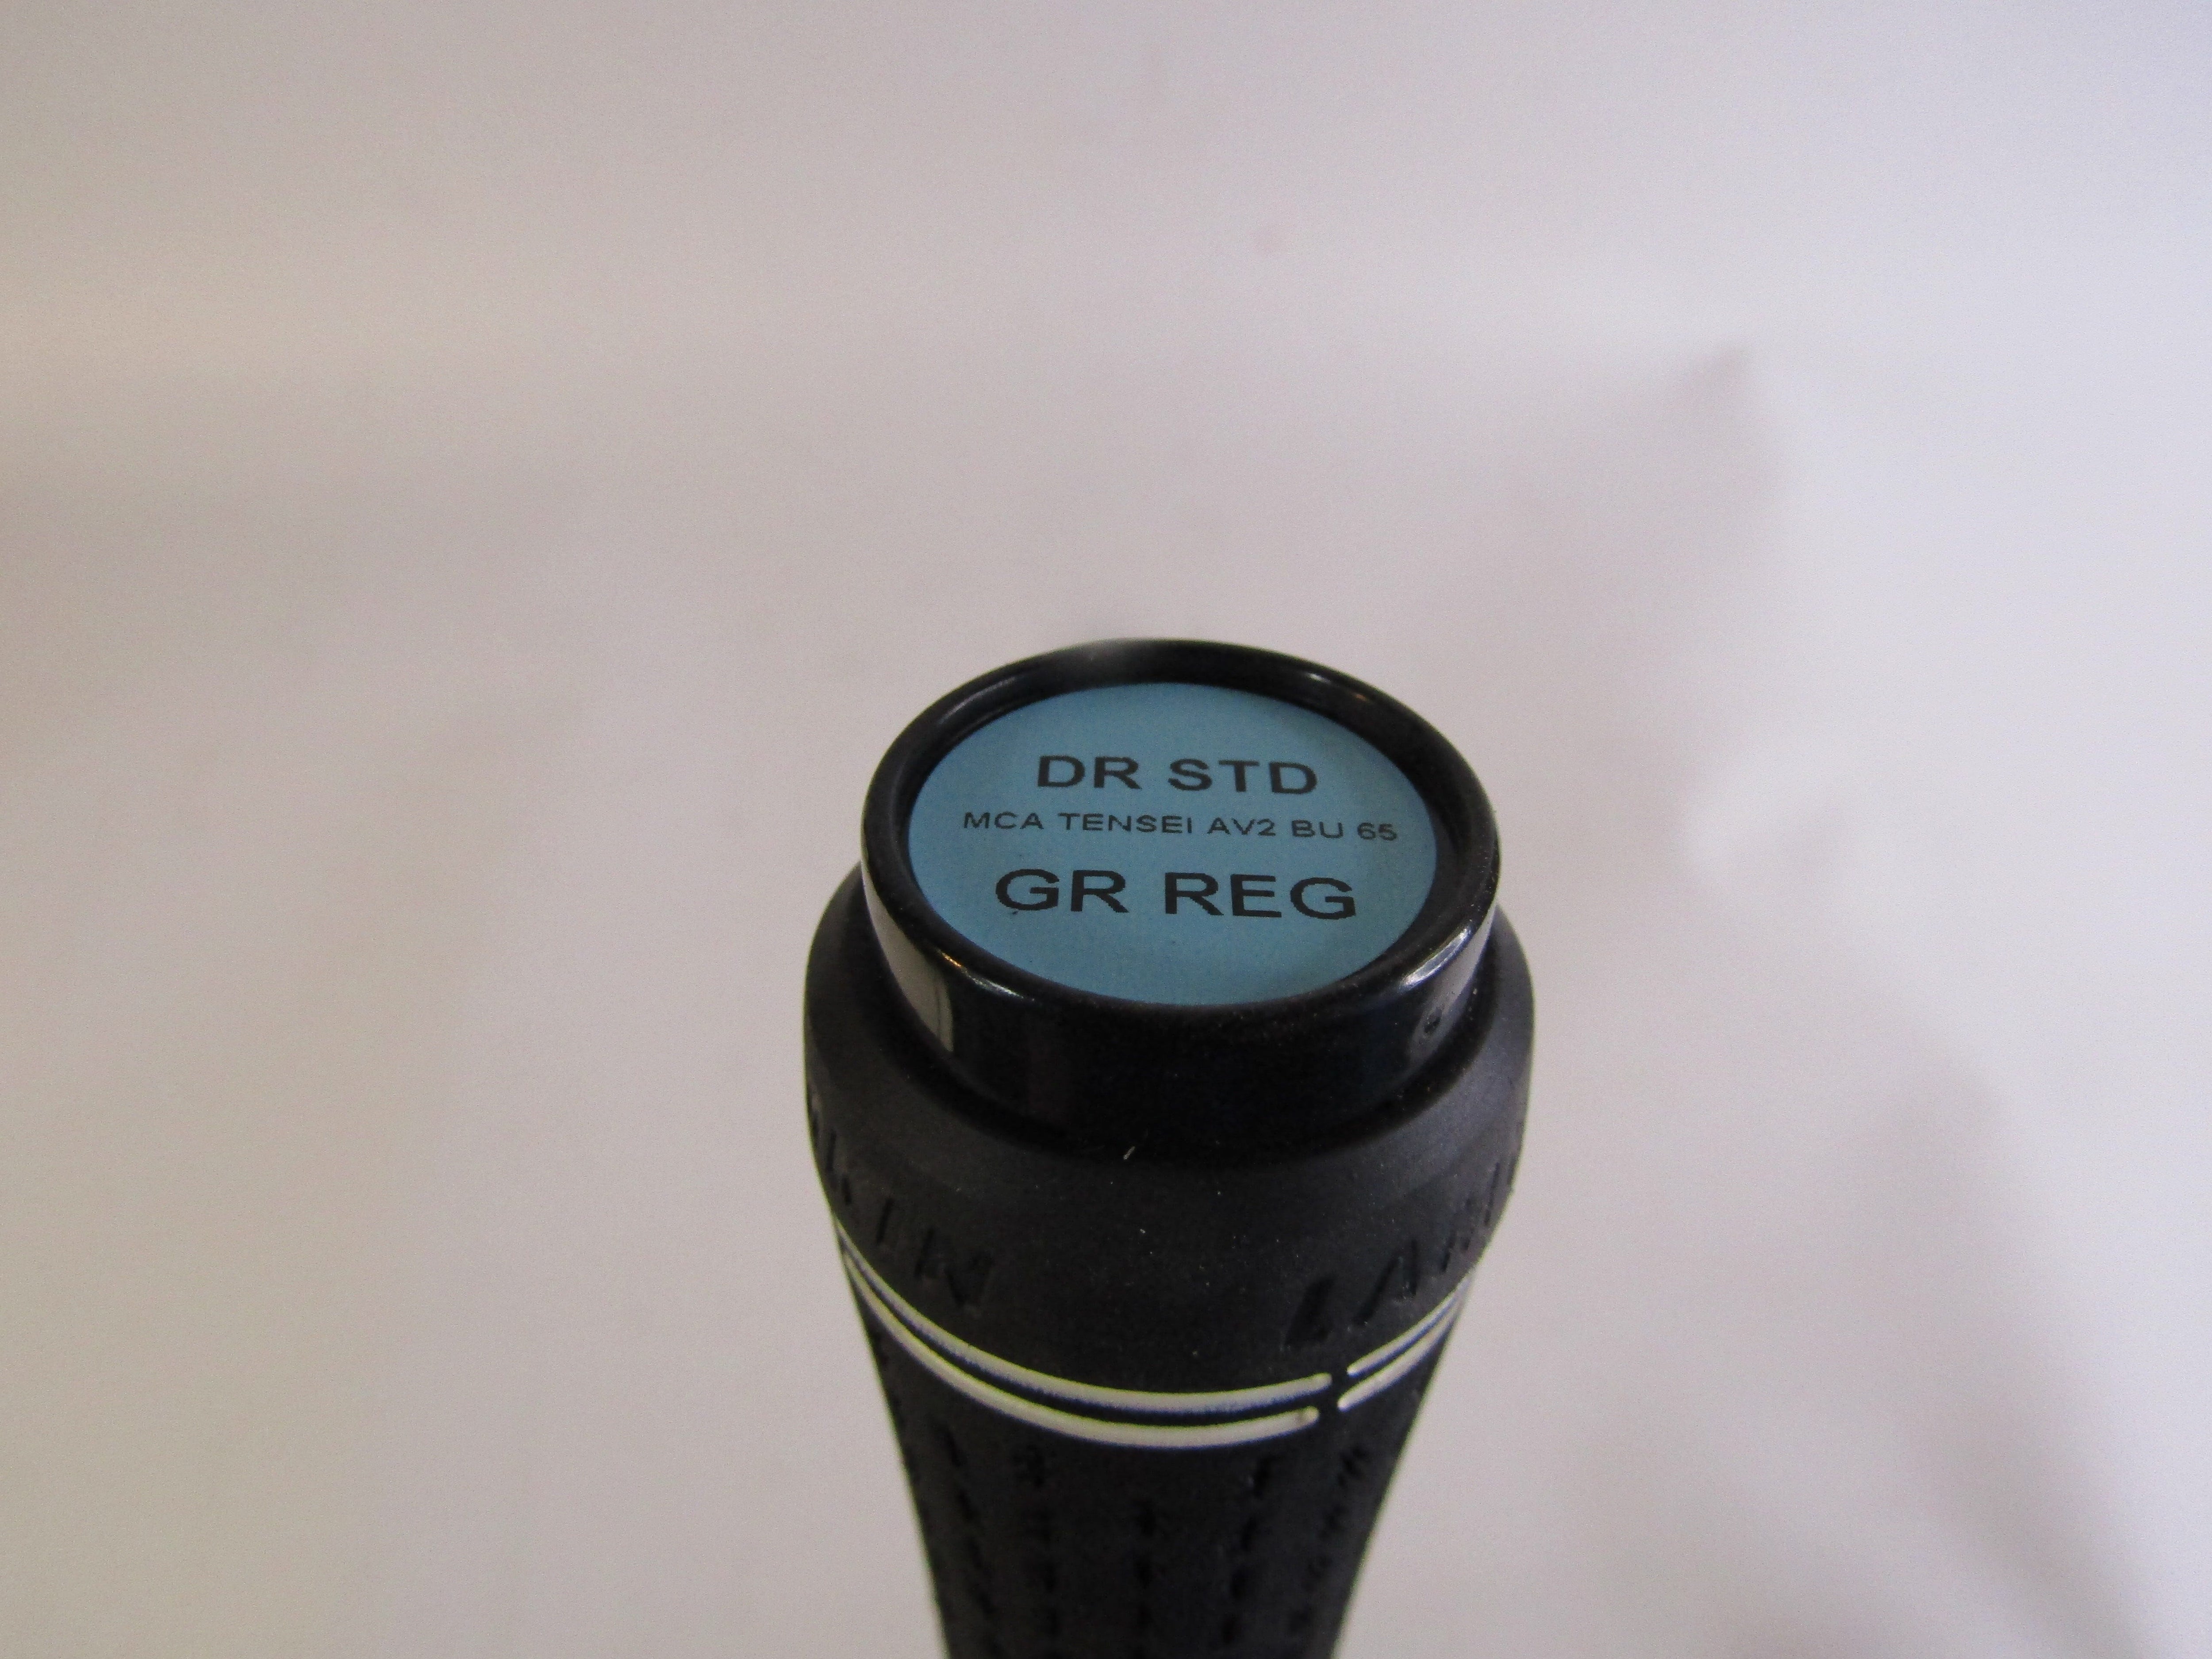 DR STD
MCA TENSEI AV2 BU 65
GR REG